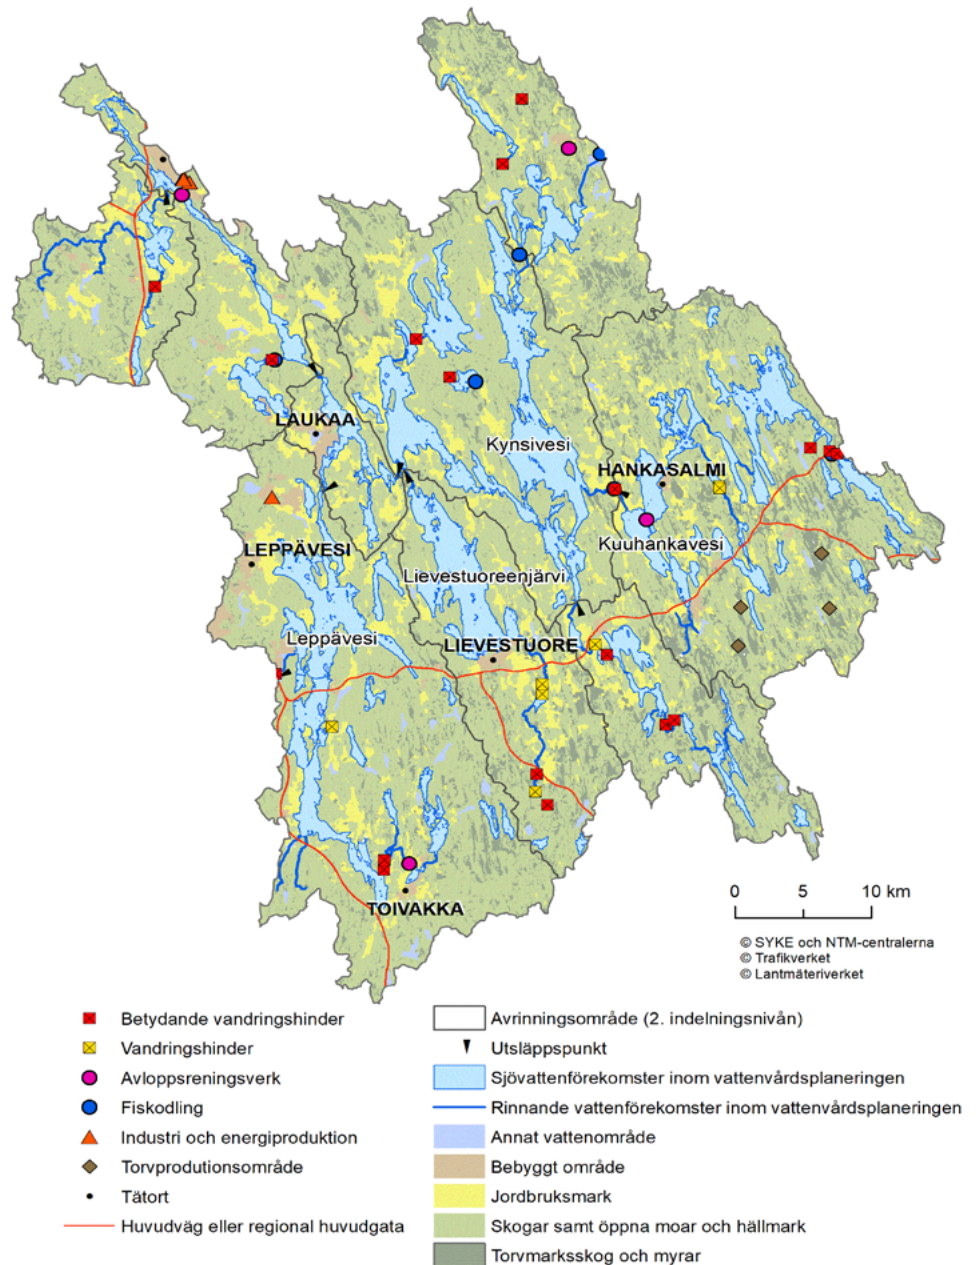 LAUKAA
Kynsivesi
HANKASALMI
Kuuhankavesi
LEPPÄVESI
Lievestuoreenjärvi
Leppävesi
LIEVESTUORE
TOIVAKKA
0 5 10 km
© SYKE och NTM-centralerna
© Trafikverket
© Lantmäteriverket
Betydande vandringshinder
Vandringshinder
Avloppsreningsverk
Fiskodling
Industri och energiproduktion
Torvprodutionsområde
Tätort
Huvudväg eller regional huvudgata
Avrinningsområde (2. indelningsnivån)
Utsläppspunkt
Sjövattenförekomster inom vattenvårdsplaneringen
Rinnande vattenförekomster inom vattenvårdsplaneringen
Annat vattenområde
Bebyggt område
Jordbruksmark
Skogar samt öppna moar och hällmark
Torvmarksskog och myrar